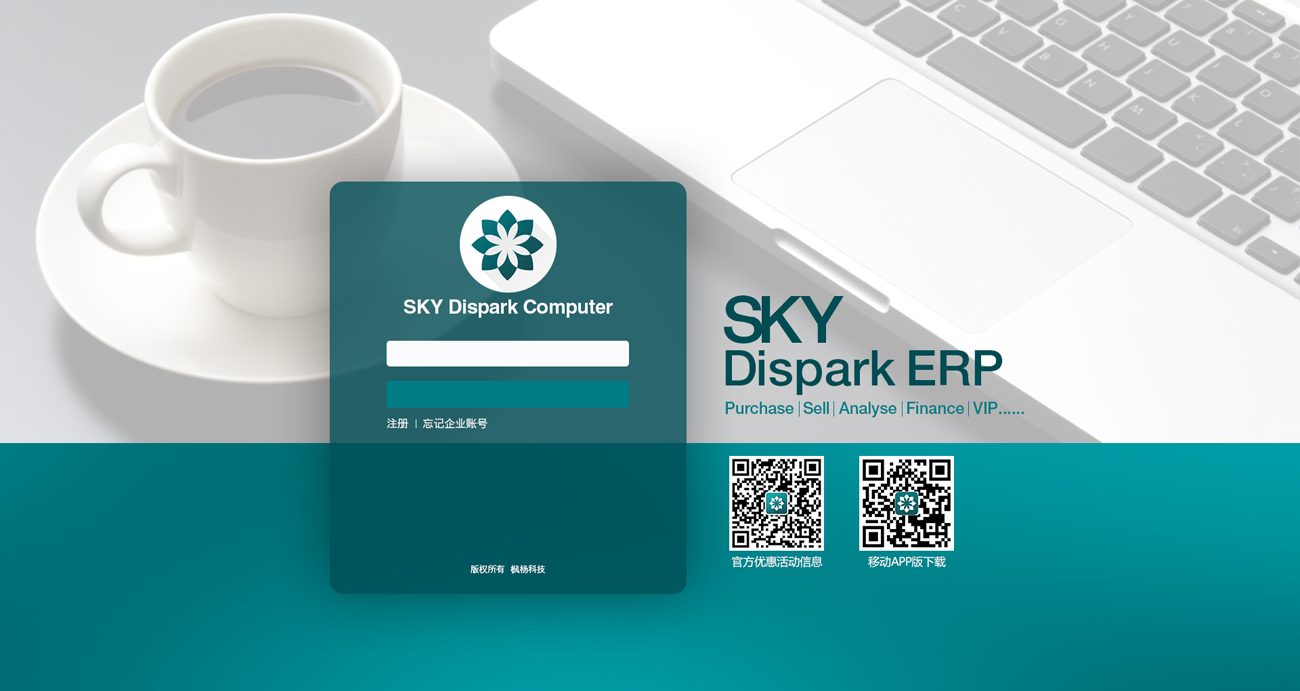 SKY Dispark Computer
注册 | 忘记企业账号
版权所有 枫杨科技
SKY
Dispark ERP
Purchase | Sell | Analyse | Finance | VIP......
官方优惠活动信息
移动APP版下载